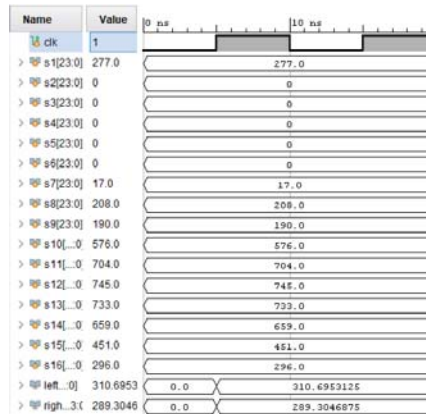 Name Value 0 ns 10 ns
clk 1
s1[23:0] 277.0 277.0
s2[23:0] 0 0
s3[23:0] 0 0
s4[23:0] 0 0
s5[23:0] 0 0
s6[23:0] 0 0
s7[23:0] 17.0 17.0
s8[23:0] 208.0 208.0
s9[23:0] 190.0 190.0
s10[...:0] 576.0 576.0
s11[...:0] 704.0 704.0
s12[...:0] 745.0 745.0
s13[...:0] 733.0 733.0
s14[...:0] 659.0 659.0
s15[...:0] 451.0 451.0
s16[...:0] 296.0 296.0
left...:0] 310.6953 0.0 310.6953125
righ...3:( 289.3046 0.0 289.3046875